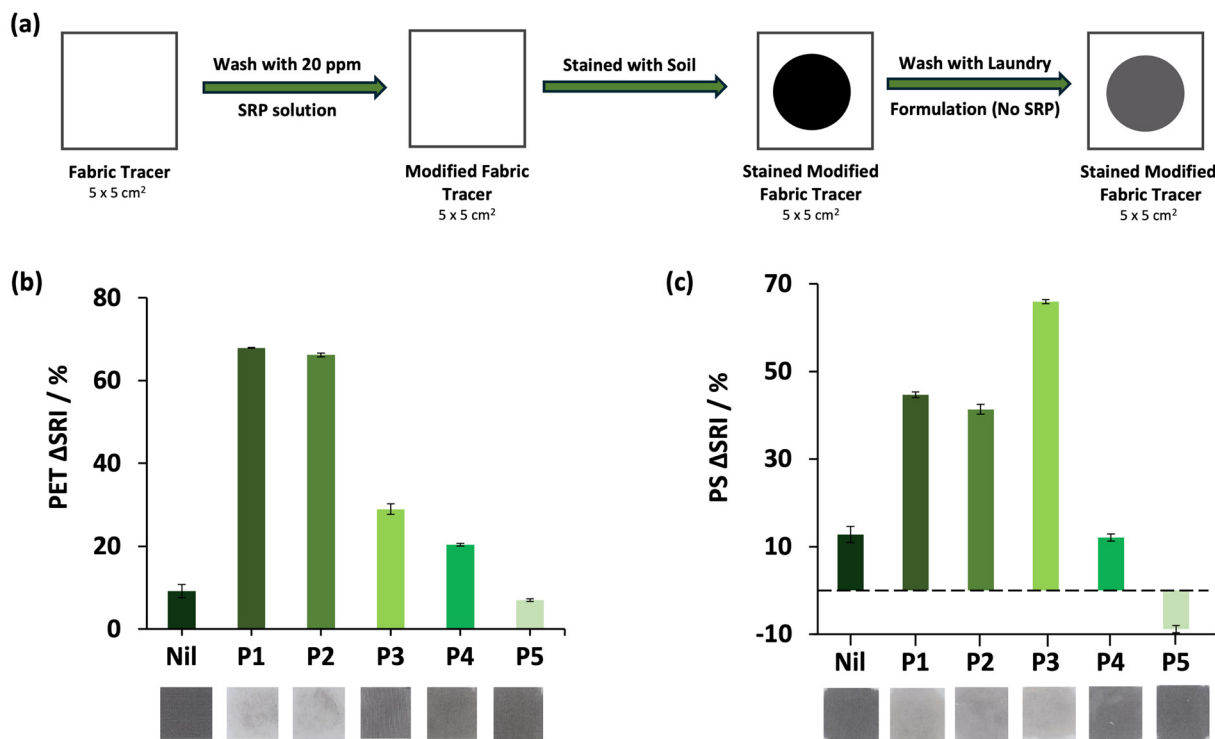 (a)
Wash with 20 ppm
SRP solution
Stained with Soil
Wash with Laundry
Formulation (No SRP)
Fabric Tracer
5 x 5 cm²
Modified Fabric
Tracer
5 x 5 cm²
Stained Modified
Fabric Tracer
5 x 5 cm²
Stained Modified
Fabric Tracer
5 x 5 cm²
(b)
PET ΔSRI / %
80
60
40
20
0
Nil P1 P2 P3 P4 P5
(c)
PS ΔSRI / %
70
50
30
10
-10
Nil P1 P2 P3 P4 P5